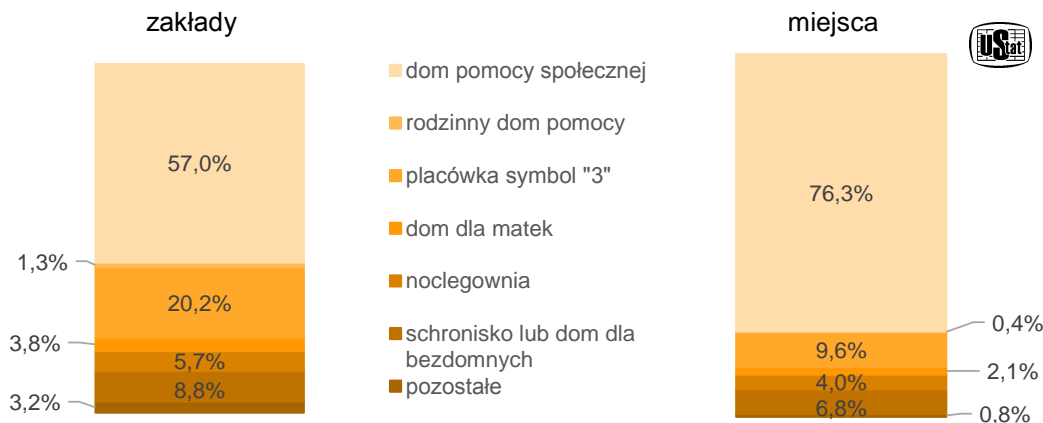 zakłady
miejsca
UStat
dom pomocy społecznej
rodzinny dom pomocy
placówka symbol "3"
dom dla matek
noclegownia
schronisko lub dom dla
bezdomnych
pozostałe
57,0%
1,3%
20,2%
3,8%
5,7%
8,8%
3,2%
76,3%
0,4%
9,6%
2,1%
4,0%
6,8%
0,8%